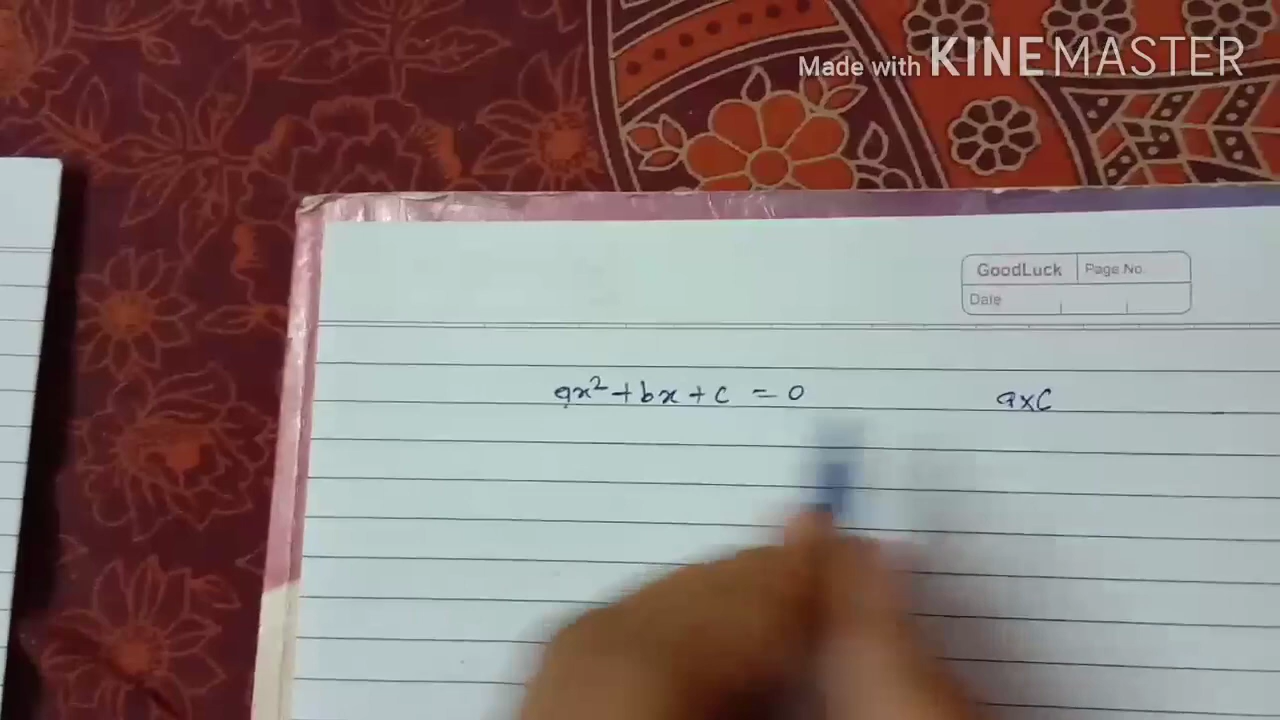 Made with KINEMASTER
GoodLuck Page No.
Date
ax² + bx + c = 0 a×c